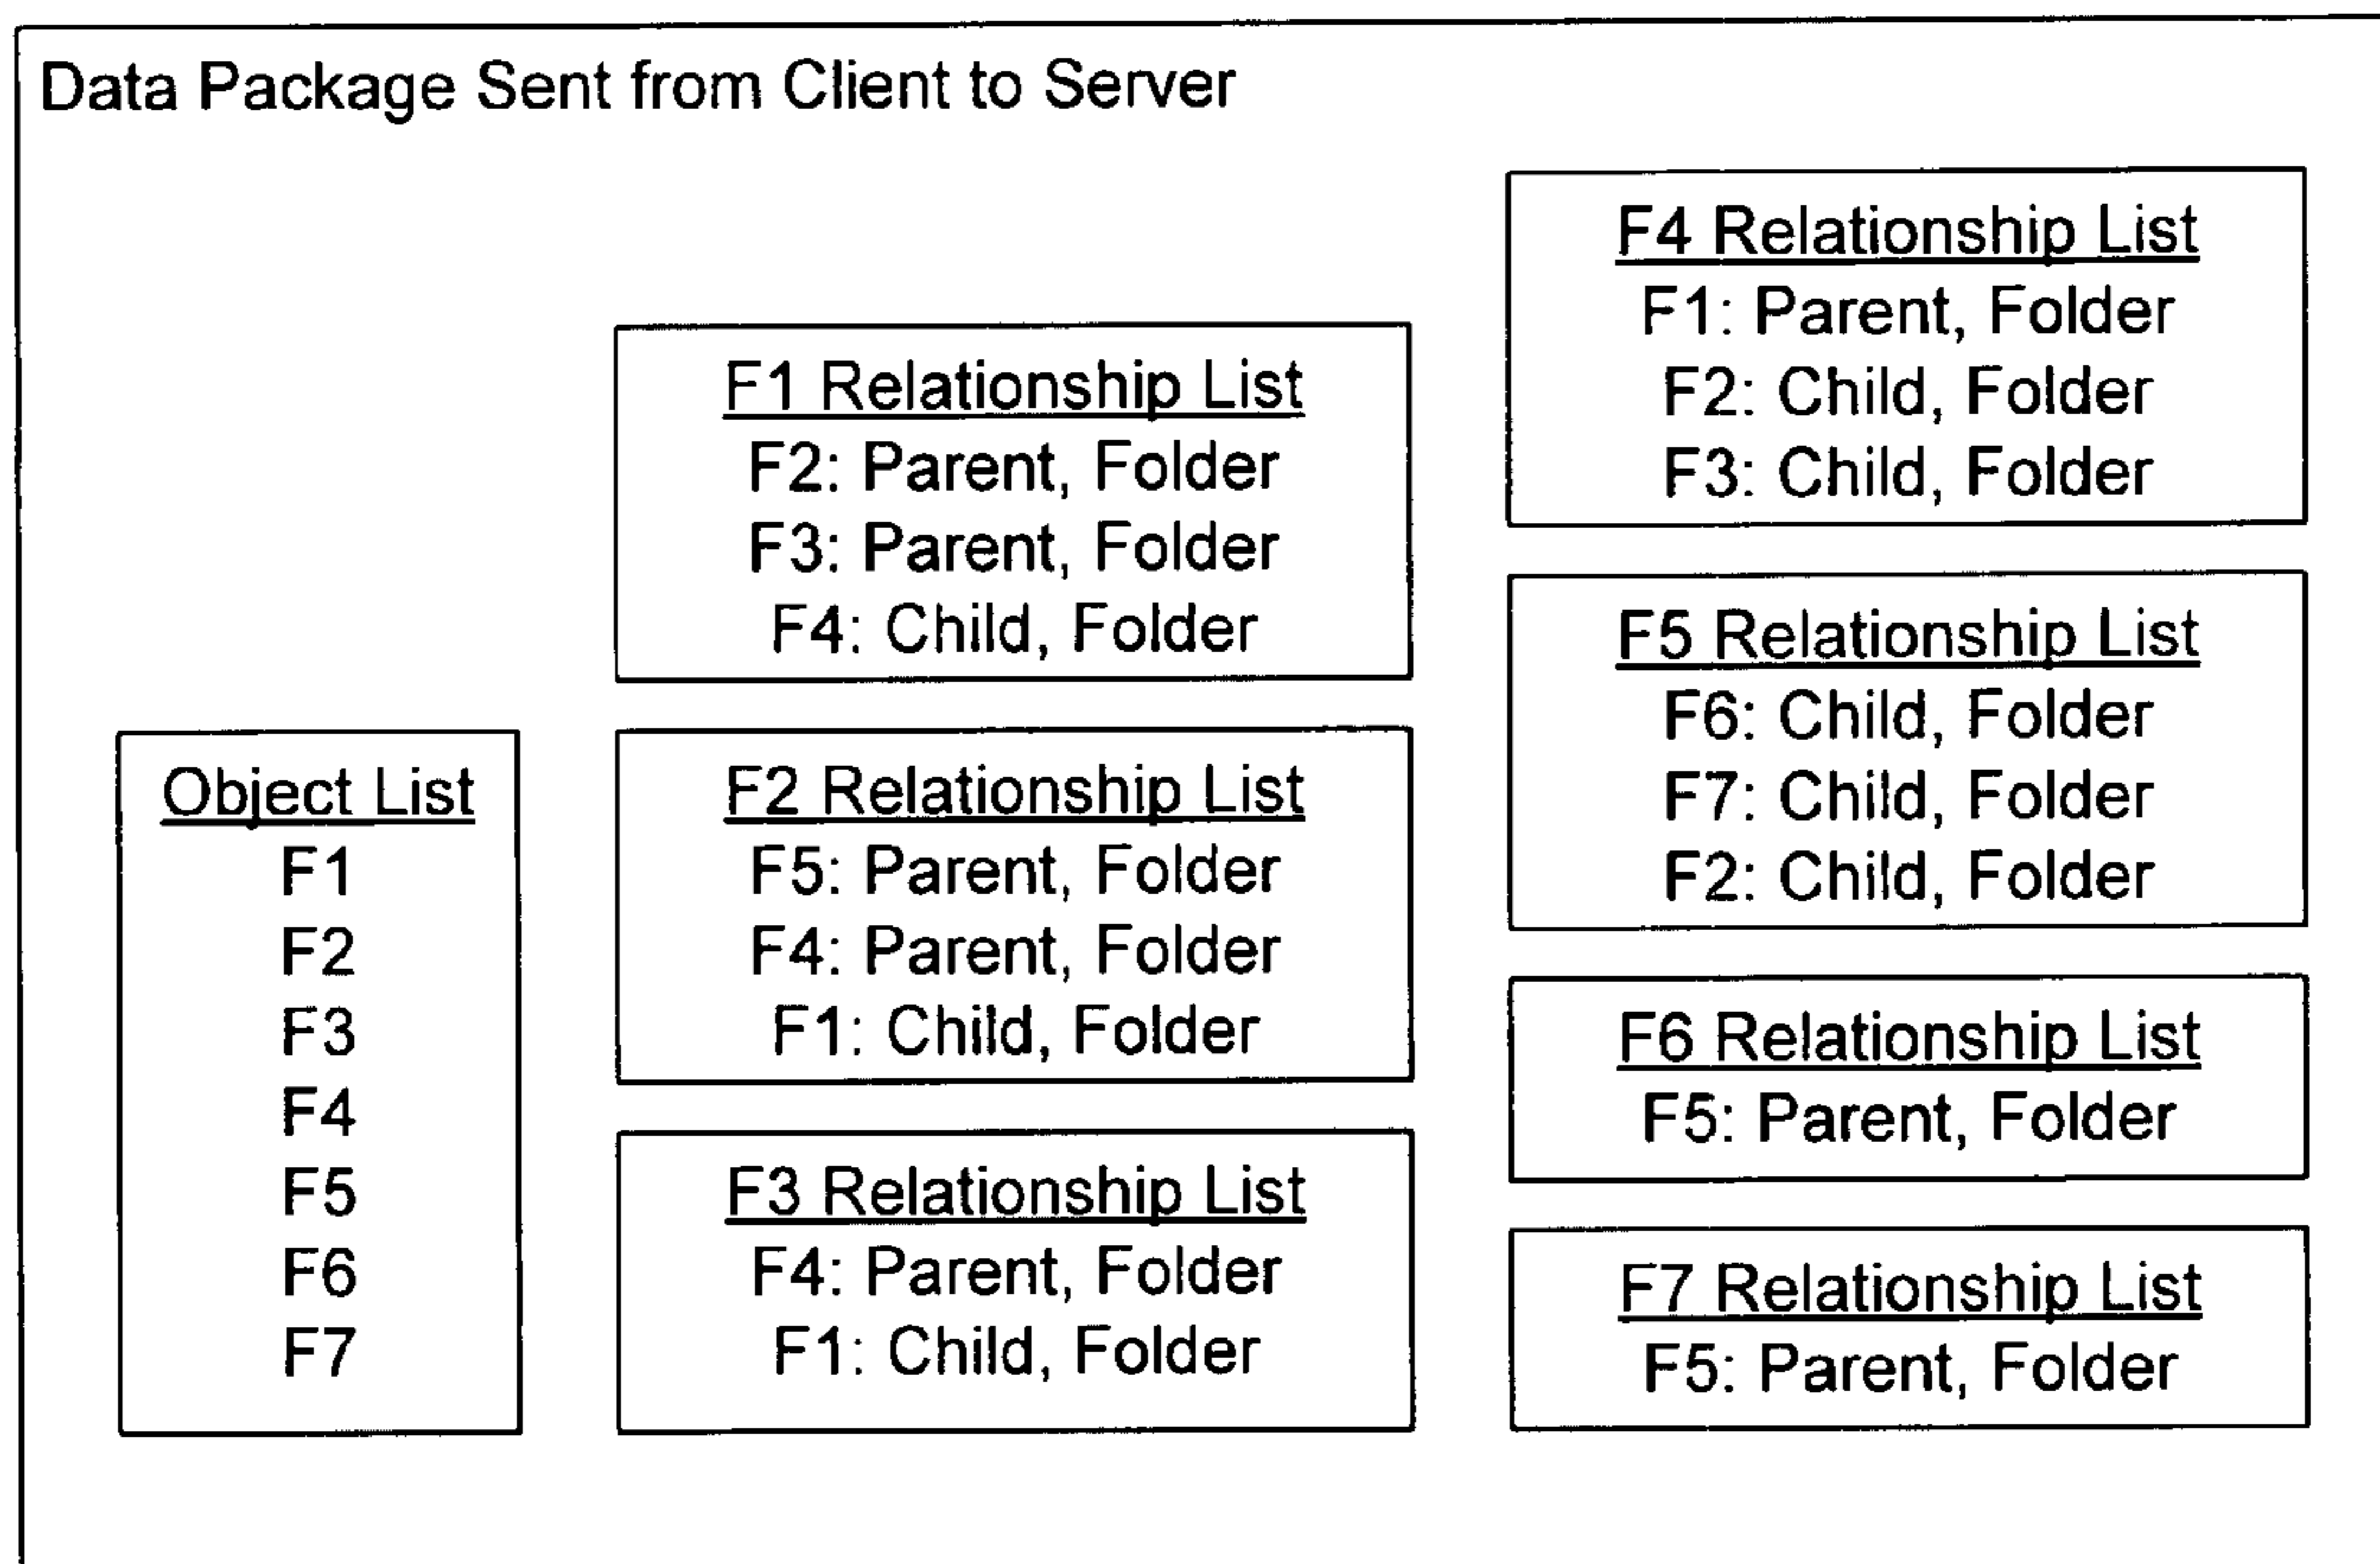 Data Package Sent from Client to Server
Object List
F1
F2
F3
F4
F5
F6
F7
F1 Relationship List
F2: Parent, Folder
F3: Parent, Folder
F4: Child, Folder
F2 Relationship List
F5: Parent, Folder
F4: Parent, Folder
F1: Child, Folder
F3 Relationship List
F4: Parent, Folder
F1: Child, Folder
F4 Relationship List
F1: Parent, Folder
F2: Child, Folder
F3: Child, Folder
F5 Relationship List
F6: Child, Folder
F7: Child, Folder
F2: Child, Folder
F6 Relationship List
F5: Parent, Folder
F7 Relationship List
F5: Parent, Folder